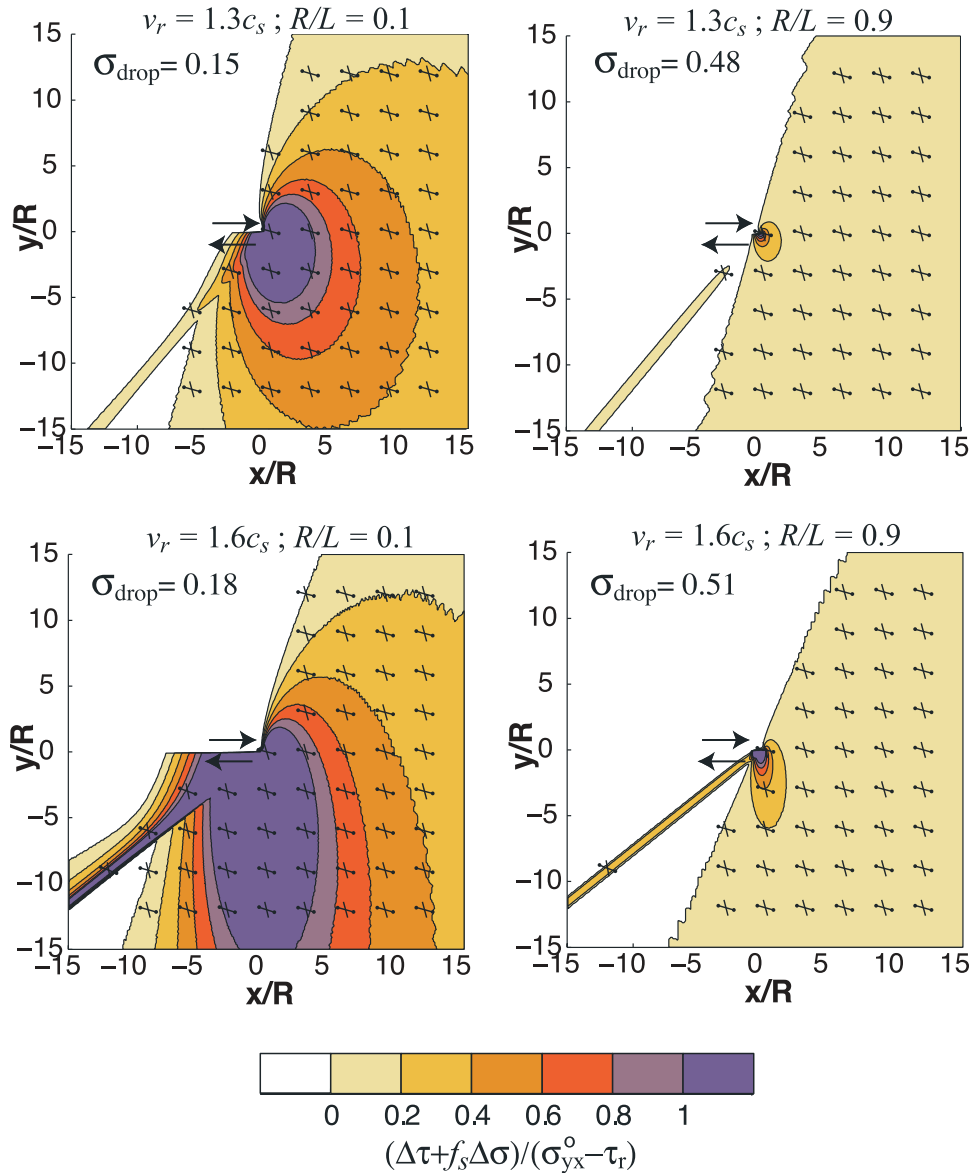 v_r = 1.3c_s ; R/L = 0.1
σ_drop = 0.15
15
10
5
0
−5
−10
−15
y/R
−15 −10 −5 0 5 10 15
x/R
v_r = 1.3c_s ; R/L = 0.9
σ_drop = 0.48
15
10
5
0
−5
−10
−15
y/R
−15 −10 −5 0 5 10 15
x/R
v_r = 1.6c_s ; R/L = 0.1
σ_drop = 0.18
15
10
5
0
−5
−10
−15
y/R
−15 −10 −5 0 5 10 15
x/R
v_r = 1.6c_s ; R/L = 0.9
σ_drop = 0.51
15
10
5
0
−5
−10
−15
y/R
−15 −10 −5 0 5 10 15
x/R
0 0.2 0.4 0.6 0.8 1
(Δτ+f_sΔσ)/(σ_yx^o−τ_r)